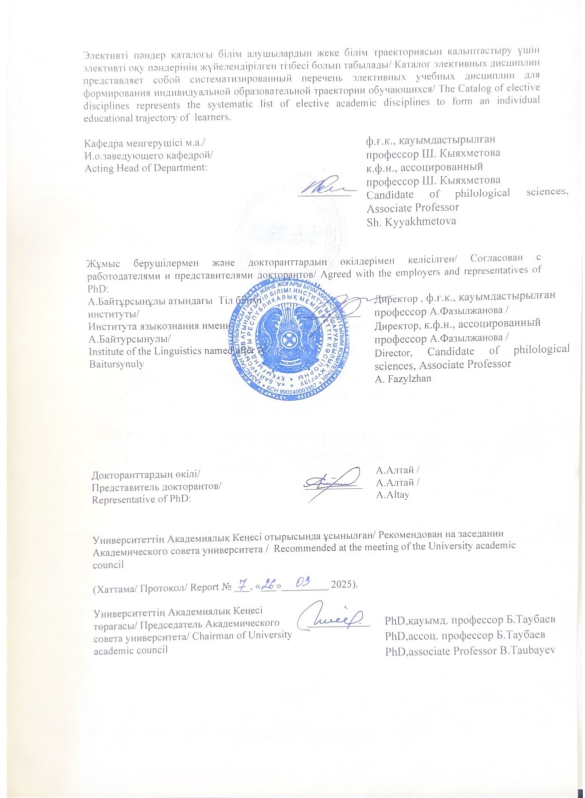 Элективті пәндер каталогы білім алушылардың жеке білім траекториясын қалыптастыру үшін
элективті оқу пәндерінің жүйелендірілген тізбесі болып табылады/ Каталог элективных дисциплин
представляет собой систематизированный перечень элективных учебных дисциплин для
формирования индивидуальной образовательной траектории обучающихся/ The Catalog of elective
disciplines represents the systematic list of elective academic disciplines to form an individual
educational trajectory of learners.
Кафедра меңгерушісі м.а./
И.о.заведующего кафедрой/
Acting Head of Department:
ф.ғ.к., қауымдастырылған
профессор Ш. Кыяхметова
к.ф.н., ассоциированный
профессор Ш. Кыяхметова
Candidate of philological sciences,
Associate Professor
Sh. Kyyakhmetova
Жұмыс берушілермен және докторанттардың өкілдерімен келісілген/ Согласован с
работодателями и представителями докторантов/ Agreed with the employers and representatives of
PhD:
А.Байтұрсынұлы атындағы Тіл білімі
институты/
Института языкознания имени
А.Байтурсынулы/
Institute of the Linguistics named after
Baitursynuly
Директор , ф.ғ.к., қауымдастырылған
профессор А.Фазылжанова /
Директор, к.ф.н., ассоциированный
профессор А.Фазылжанова /
Director, Candidate of philological
sciences, Associate Professor
A. Fazylzhan
Докторанттардың өкілі/
Представитель докторантов/
Representative of PhD:
А.Алтай /
А.Алтай /
A.Altay
Университеттің Академиялық Кеңесі отырысында ұсынылған/ Рекомендован на заседании
Академического совета университета / Recommended at the meeting of the University academic
council
(Хаттама/ Протокол/ Report № 7, «26» 03 2025).
Университеттің Академиялық Кеңесі
төрағасы/ Председатель Академического
совета университета/ Chairman of University
academic council
PhD,қауымд. профессор Б.Таубаев
PhD,ассоц. профессор Б.Таубаев
PhD,associate Professor B.Taubayev